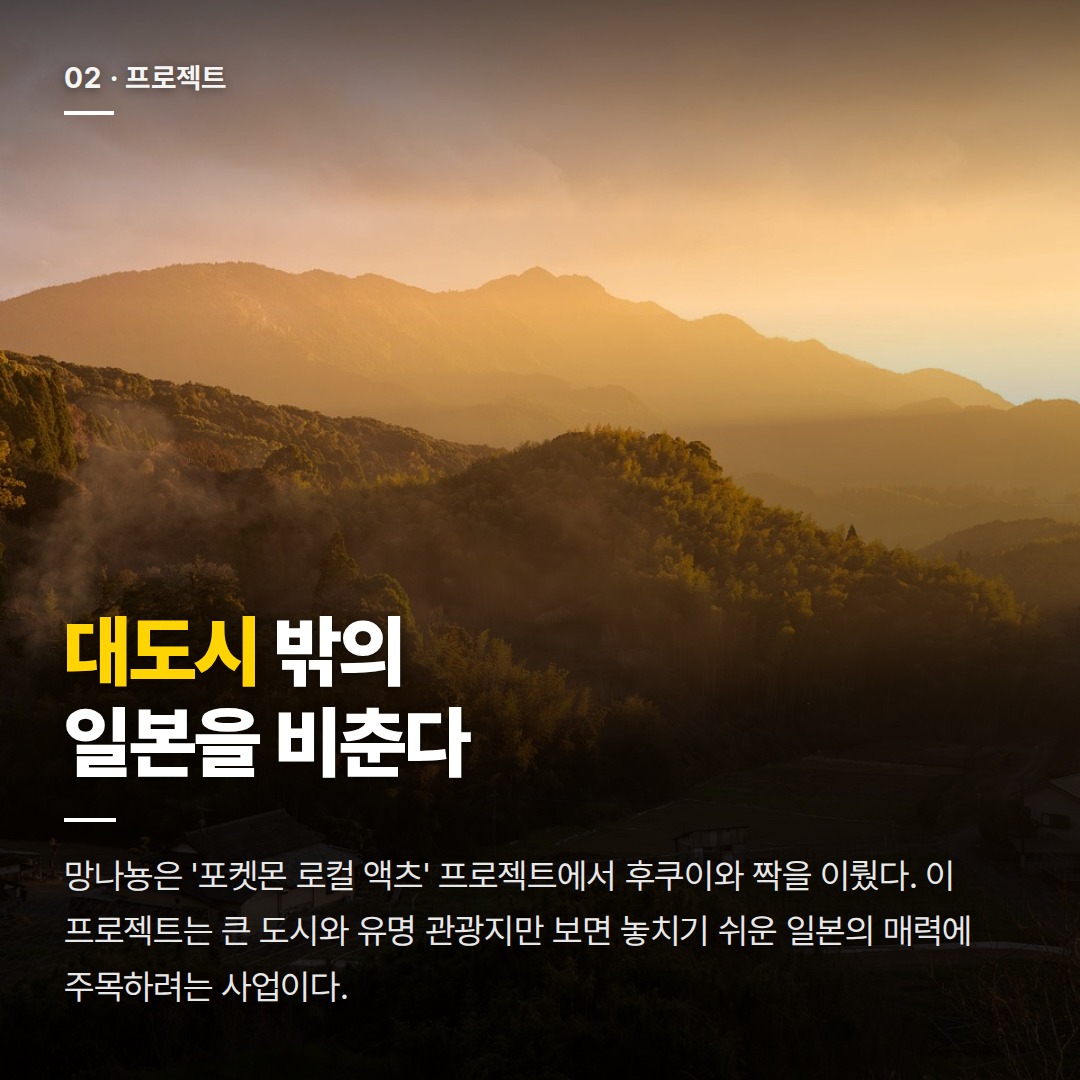 02 · 프로젝트
대도시 밖의
일본을 비춘다
망나뇽은 '포켓몬 로컬 액츠' 프로젝트에서 후쿠이와 짝을 이뤘다. 이
프로젝트는 큰 도시와 유명 관광지만 보면 놓치기 쉬운 일본의 매력에
주목하려는 사업이다.